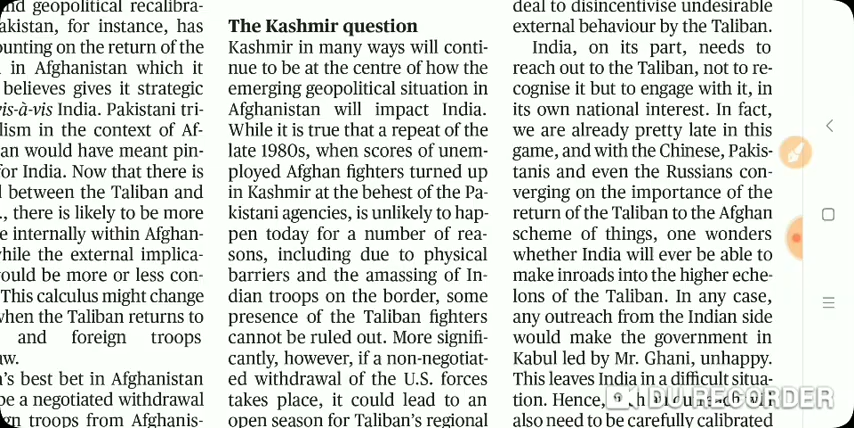 nd geopolitical recalibra-
akistan, for instance, has
ounting on the return of the
in Afghanistan which it
believes gives it strategic
vis-à-vis India. Pakistani tri-
lism in the context of Af-
an would have meant pin-
for India. Now that there is
between the Taliban and
., there is likely to be more
e internally within Afghan-
while the external implica-
would be more or less con-
This calculus might change
when the Taliban returns to
and foreign troops
aw.
's best bet in Afghanistan
be a negotiated withdrawal
gn troops from Afghanis-
The Kashmir question
Kashmir in many ways will conti-
nue to be at the centre of how the
emerging geopolitical situation in
Afghanistan will impact India.
While it is true that a repeat of the
late 1980s, when scores of unem-
ployed Afghan fighters turned up
in Kashmir at the behest of the Pa-
kistani agencies, is unlikely to hap-
pen today for a number of rea-
sons, including due to physical
barriers and the amassing of In-
dian troops on the border, some
presence of the Taliban fighters
cannot be ruled out. More signifi-
cantly, however, if a non-negotiat-
ed withdrawal of the U.S. forces
takes place, it could lead to an
open season for Taliban's regional
deal to disincentivise undesirable
external behaviour by the Taliban.
India, on its part, needs to
reach out to the Taliban, not to re-
cognise it but to engage with it, in
its own national interest. In fact,
we are already pretty late in this
game, and with the Chinese, Pakis-
tanis and even the Russians con-
verging on the importance of the
return of the Taliban to the Afghan
scheme of things, one wonders
whether India will ever be able to
make inroads into the higher eche-
lons of the Taliban. In any case,
any outreach from the Indian side
would make the government in
Kabul led by Mr. Ghani, unhappy.
This leaves India in a difficult situa-
tion. Hence,
also need to be carefully calibrated
DU RECORDER